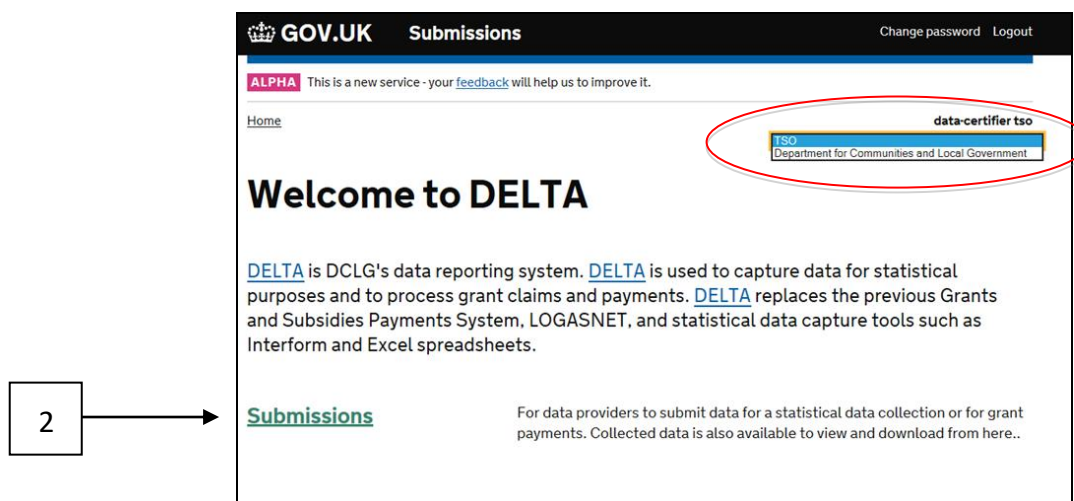 GOV.UK Submissions Change password Logout
ALPHA This is a new service - your feedback will help us to improve it.
Home data-certifier tso
TSO
Department for Communities and Local Government
Welcome to DELTA
DELTA is DCLG's data reporting system. DELTA is used to capture data for statistical
purposes and to process grant claims and payments. DELTA replaces the previous Grants
and Subsidies Payments System, LOGASNET, and statistical data capture tools such as
Interform and Excel spreadsheets.
2
Submissions For data providers to submit data for a statistical data collection or for grant
payments. Collected data is also available to view and download from here..